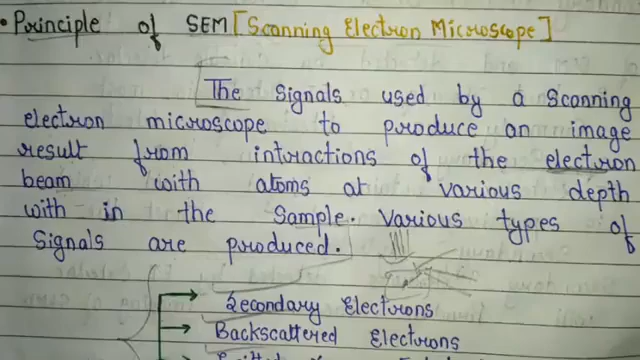 • Principle of SEM [Scanning Electron Microscope]
The Signals used by a Scanning
electron microscope to produce an image
result from intractions of the electron
beam with atoms at various depth
with in the Sample. Various types of
Signals are produced.
Secondary Electrons
Backscattered Electrons